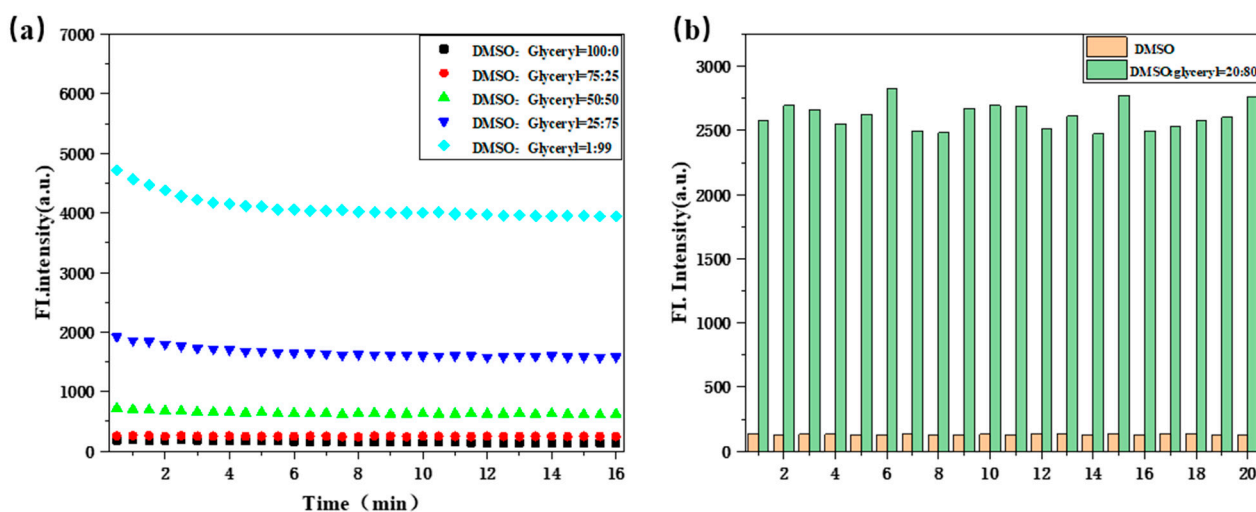 (a)
7000
6000
5000
4000
3000
2000
1000
0
FI.intensity(a.u.)
DMSO: Glyceryl=100:0
DMSO: Glyceryl=75:25
DMSO: Glyceryl=50:50
DMSO: Glyceryl=25:75
DMSO: Glyceryl=1:99
2 4 6 8 10 12 14 16
Time (min)
(b)
3000
2500
2000
1500
1000
500
0
FI. Intensity(a.u.)
DMSO
DMSO:glyceryl=20:80
2 4 6 8 10 12 14 16 18 20